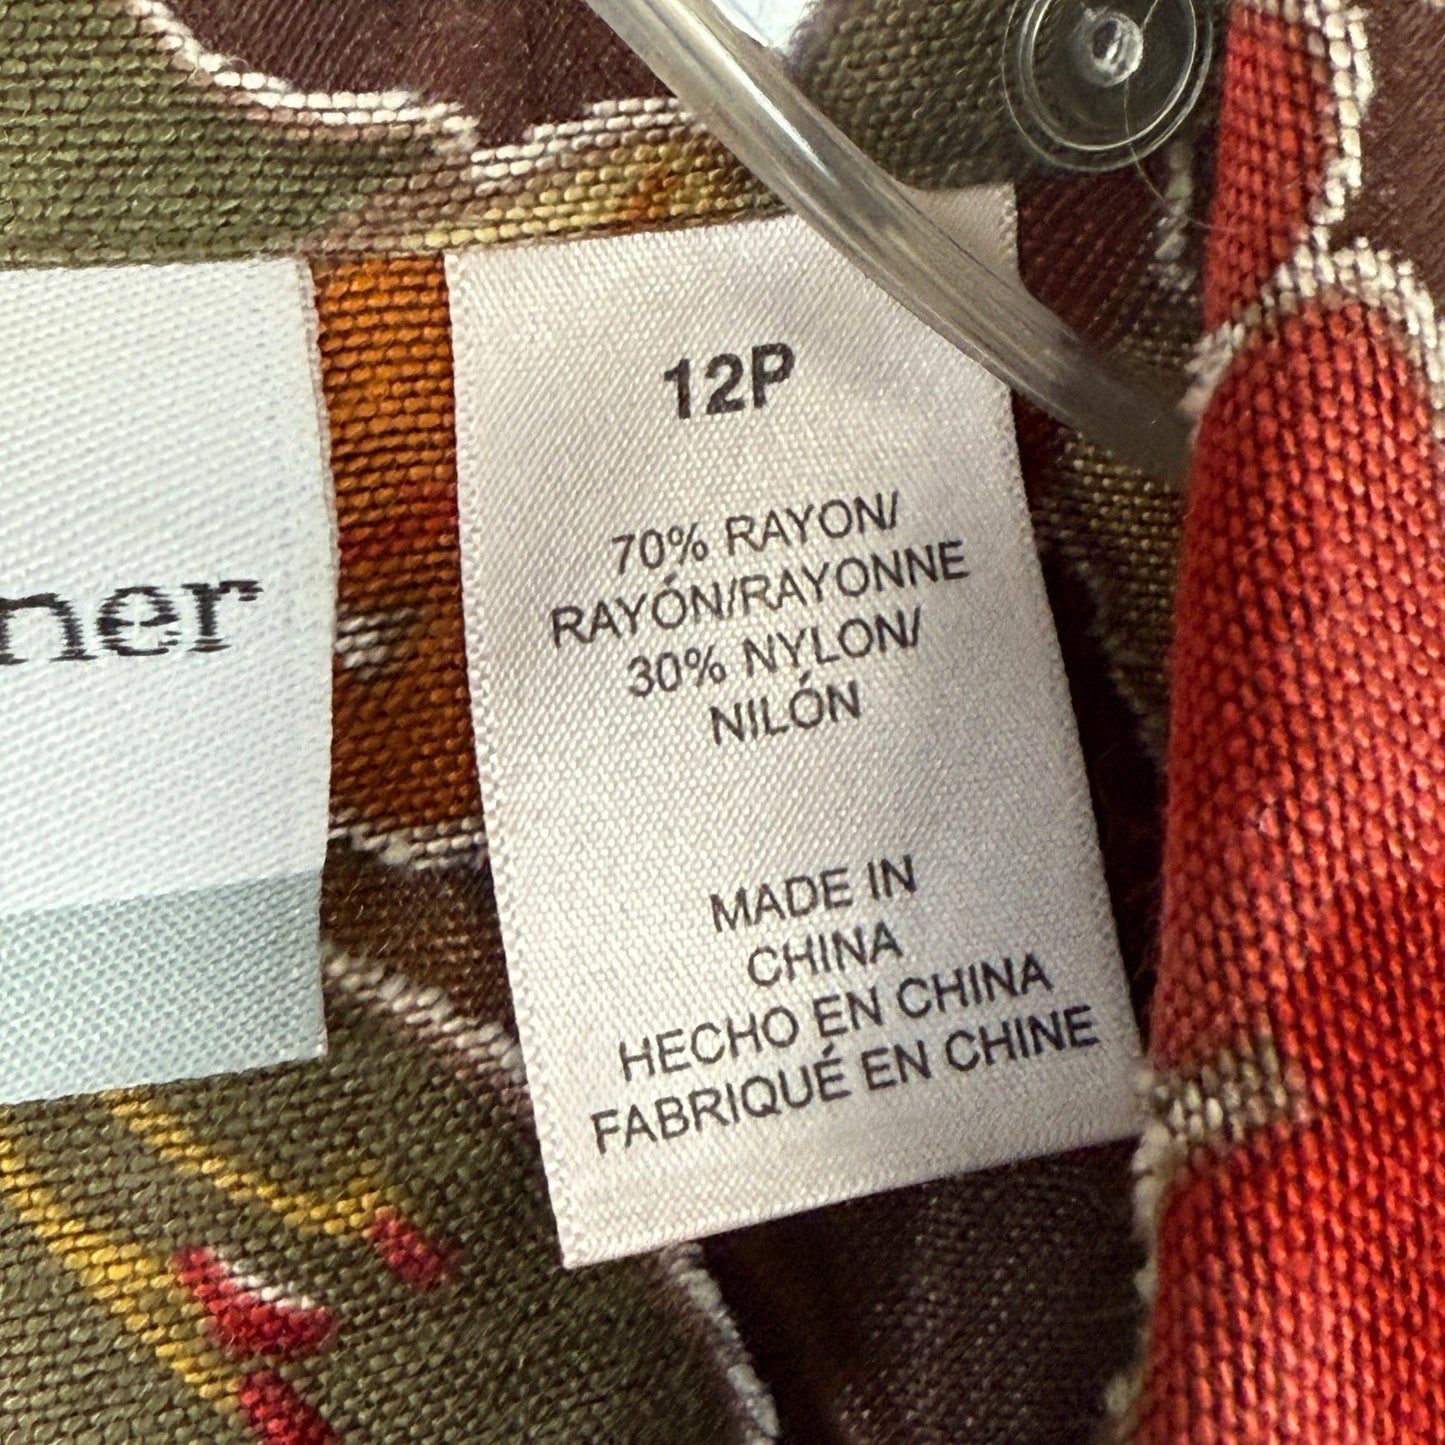 ner
12P
70% RAYON/
RAYÓN/RAYONNE
30% NYLON/
NILÓN
MADE IN
CHINA
HECHO EN CHINA
FABRIQUÉ EN CHINE